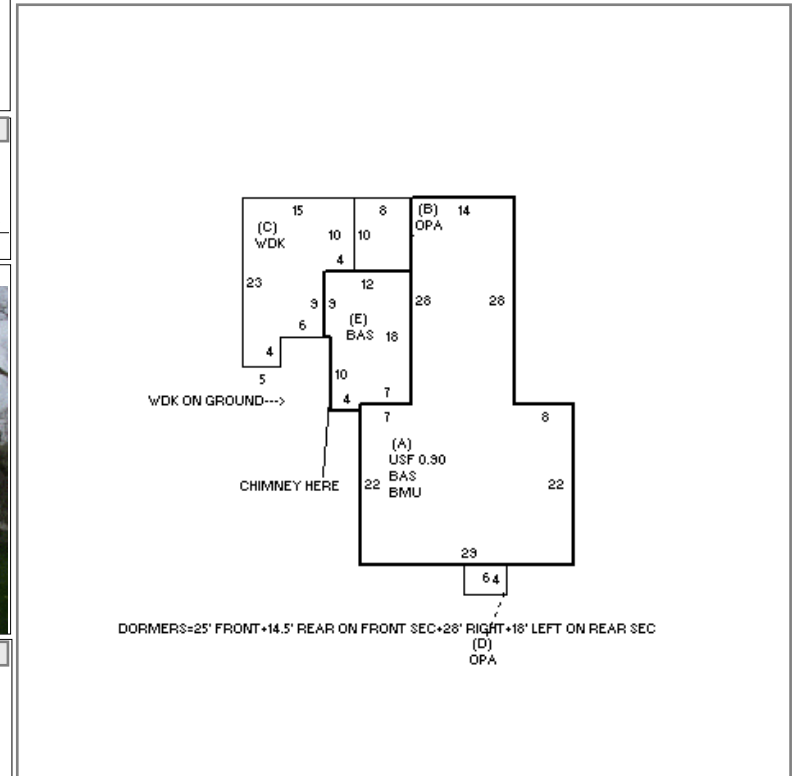 15
8
(B)
14
(C)
OPA
WDK
10
10
4
23
12
9
9
28
28
(E)
6
BAS
18
4
10
5
7
WDK ON GROUND--->
4
7
8
(A)
USF 0.90
CHIMNEY HERE
22
BAS
22
BMU
29
6
4
DORMERS=25' FRONT+14.5' REAR ON FRONT SEC+28' RIGHT+18' LEFT ON REAR SEC
(D)
OPA